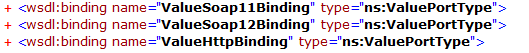 + <wsdl:binding name="ValueSoap11Binding" type="ns:ValuePortType">
+ <wsdl:binding name="ValueSoap12Binding" type="ns:ValuePortType">
+ <wsdl:binding name="ValueHttpBinding" type="ns:ValuePortType">